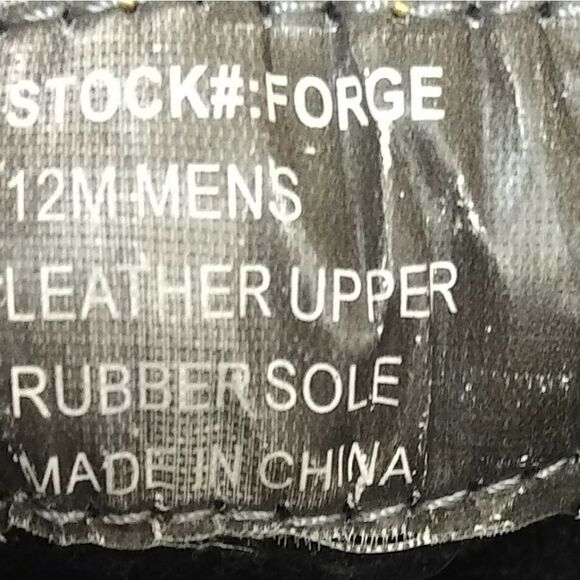 STOCK#:FORGE
12M-MENS
LEATHER UPPER
RUBBER SOLE
MADE IN CHINA